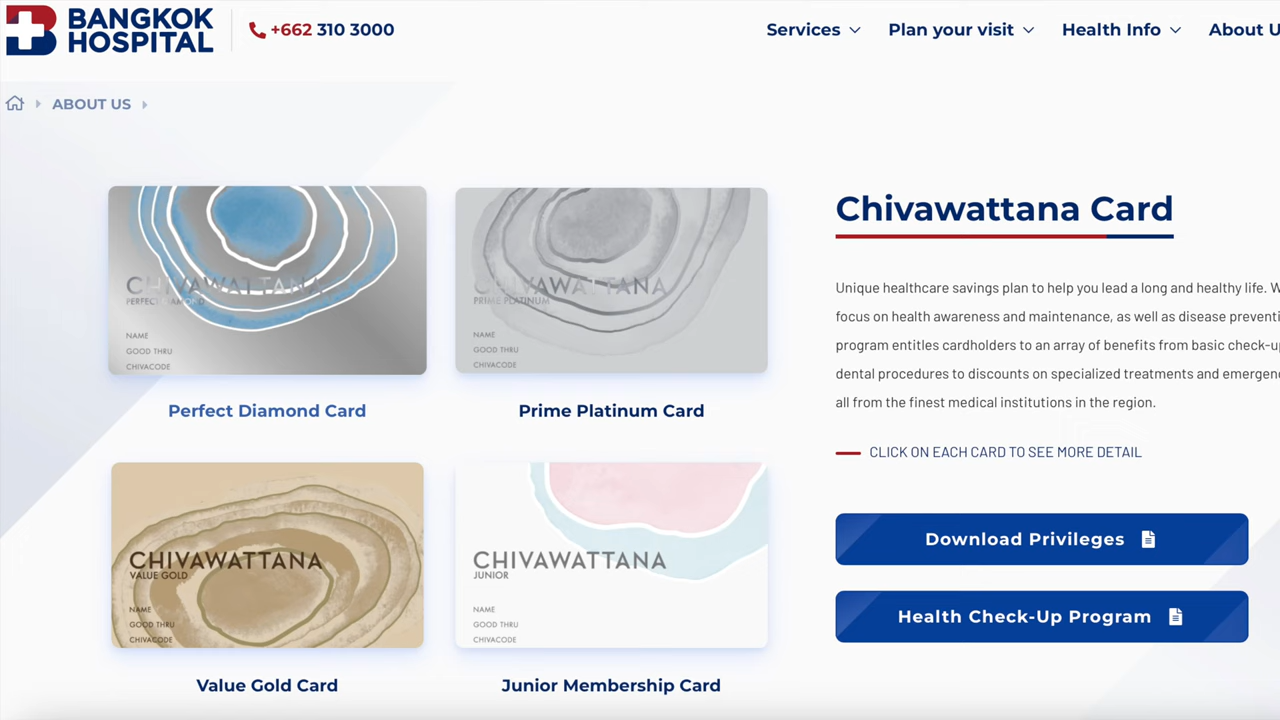 BANGKOK
HOSPITAL
+662 310 3000
Services
Plan your visit
Health Info
About U
ABOUT US
CHIVAWATTANA
PERFECT DIAMOND
NAME
GOOD THRU
CHIVACODE
Perfect Diamond Card
CHIVAWATTANA
PRIME PLATINUM
NAME
GOOD THRU
CHIVACODE
Prime Platinum Card
CHIVAWATTANA
VALUE GOLD
NAME
GOOD THRU
CHIVACODE
Value Gold Card
CHIVAWATTANA
JUNIOR
NAME
GOOD THRU
CHIVACODE
Junior Membership Card
Chivawattana Card
Unique healthcare savings plan to help you lead a long and healthy life. W
focus on health awareness and maintenance, as well as disease preventi
program entitles cardholders to an array of benefits from basic check-up
dental procedures to discounts on specialized treatments and emergenc
all from the finest medical institutions in the region.
CLICK ON EACH CARD TO SEE MORE DETAIL
Download Privileges
Health Check-Up Program